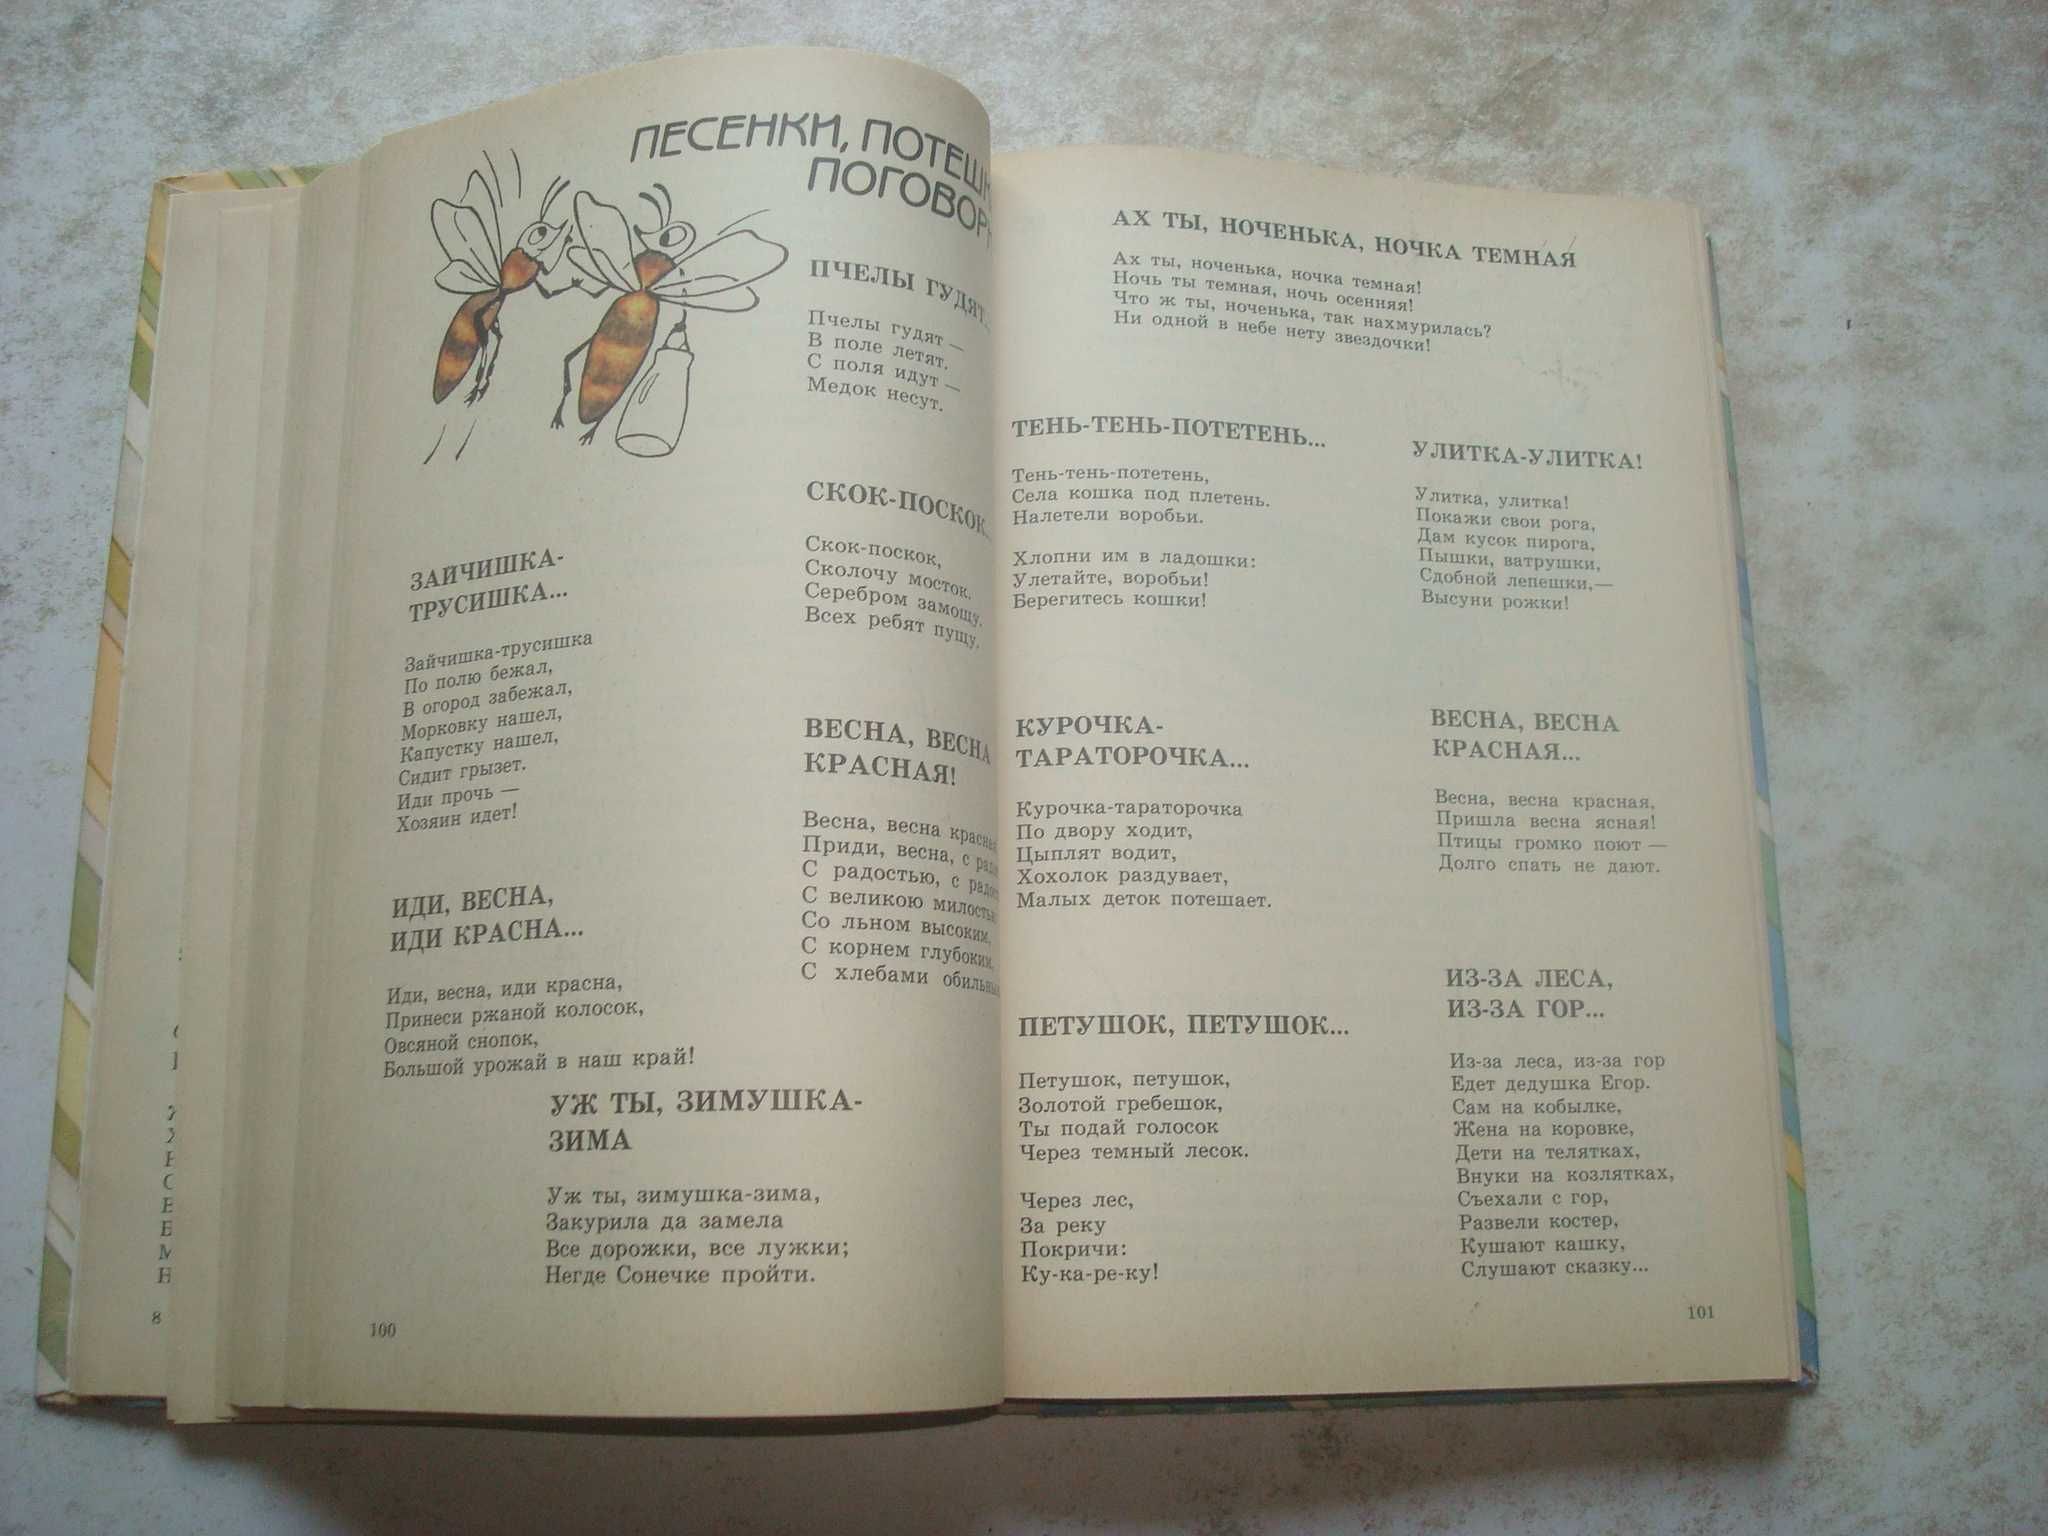 ПЕСЕНКИ,
ПЧЕЛЫ ГУДЯТ...
Пчелы гудят —
В поле летят.
С поля идут —
Медок несут.
СКОК-ПОСКОК...
Скок-поскок,
Сколочу мосток.
Серебром замощу.
Всех ребят пущу.
ЗАЙЧИШКА-
ТРУСИШКА...
Зайчишка-трусишка
По полю бежал,
В огород забежал,
Морковку нашел,
Капустку нашел,
Сидит грызет.
Иди прочь —
Хозяин идет!
ВЕСНА, ВЕСНА
КРАСНАЯ!
Весна, весна
Приди, весна, с
С радостью, с
С великою
Со льном высоким,
С корнем глубоким,
С хлебами
ИДИ, ВЕСНА,
ИДИ КРАСНА...
Иди, весна, иди красна,
Принеси ржаной колосок,
Овсяной снопок,
Большой урожай в наш край!
УЖ ТЫ, ЗИМУШКА-
ЗИМА
Уж ты, зимушка-зима,
Закурила да замела
Все дорожки, все лужки;
Негде Сонечке пройти.
8
100
АХ ТЫ, НОЧЕНЬКА, НОЧКА ТЕМНАЯ
Ах ты, ноченька, ночка темная!
Ночь ты темная, ночь осенняя!
Что ж ты, ноченька, так нахмурилась?
Ни одной в небе нету звездочки!
ТЕНЬ-ТЕНЬ-ПОТЕТЕНЬ...
Тень-тень-потетень,
Села кошка под плетень.
Налетели воробьи.
Хлопни им в ладошки:
Улетайте, воробьи!
Берегитесь кошки!
КУРОЧКА-
ТАРАТОРОЧКА...
Курочка-тараторочка
По двору ходит,
Цыплят водит,
Хохолок раздувает,
Малых деток потешает.
ПЕТУШОК, ПЕТУШОК...
Петушок, петушок,
Золотой гребешок,
Ты подай голосок
Через темный лесок.
Через лес,
За реку
Покричи:
Ку-ка-ре-ку!
УЛИТКА-УЛИТКА!
Улитка, улитка!
Покажи свои рога,
Дам кусок пирога,
Пышки, ватрушки,
Сдобной лепешки,—
Высуни рожки!
ВЕСНА, ВЕСНА
КРАСНАЯ...
Весна, весна красная,
Пришла весна ясная!
Птицы громко поют —
Долго спать не дают.
ИЗ-ЗА ЛЕСА,
ИЗ-ЗА ГОР...
Из-за леса, из-за гор
Едет дедушка Егор.
Сам на кобылке,
Жена на коровке,
Дети на телятках,
Внуки на козлятках,
Съехали с гор,
Развели костер,
Кушают кашку,
Слушают сказку...
101